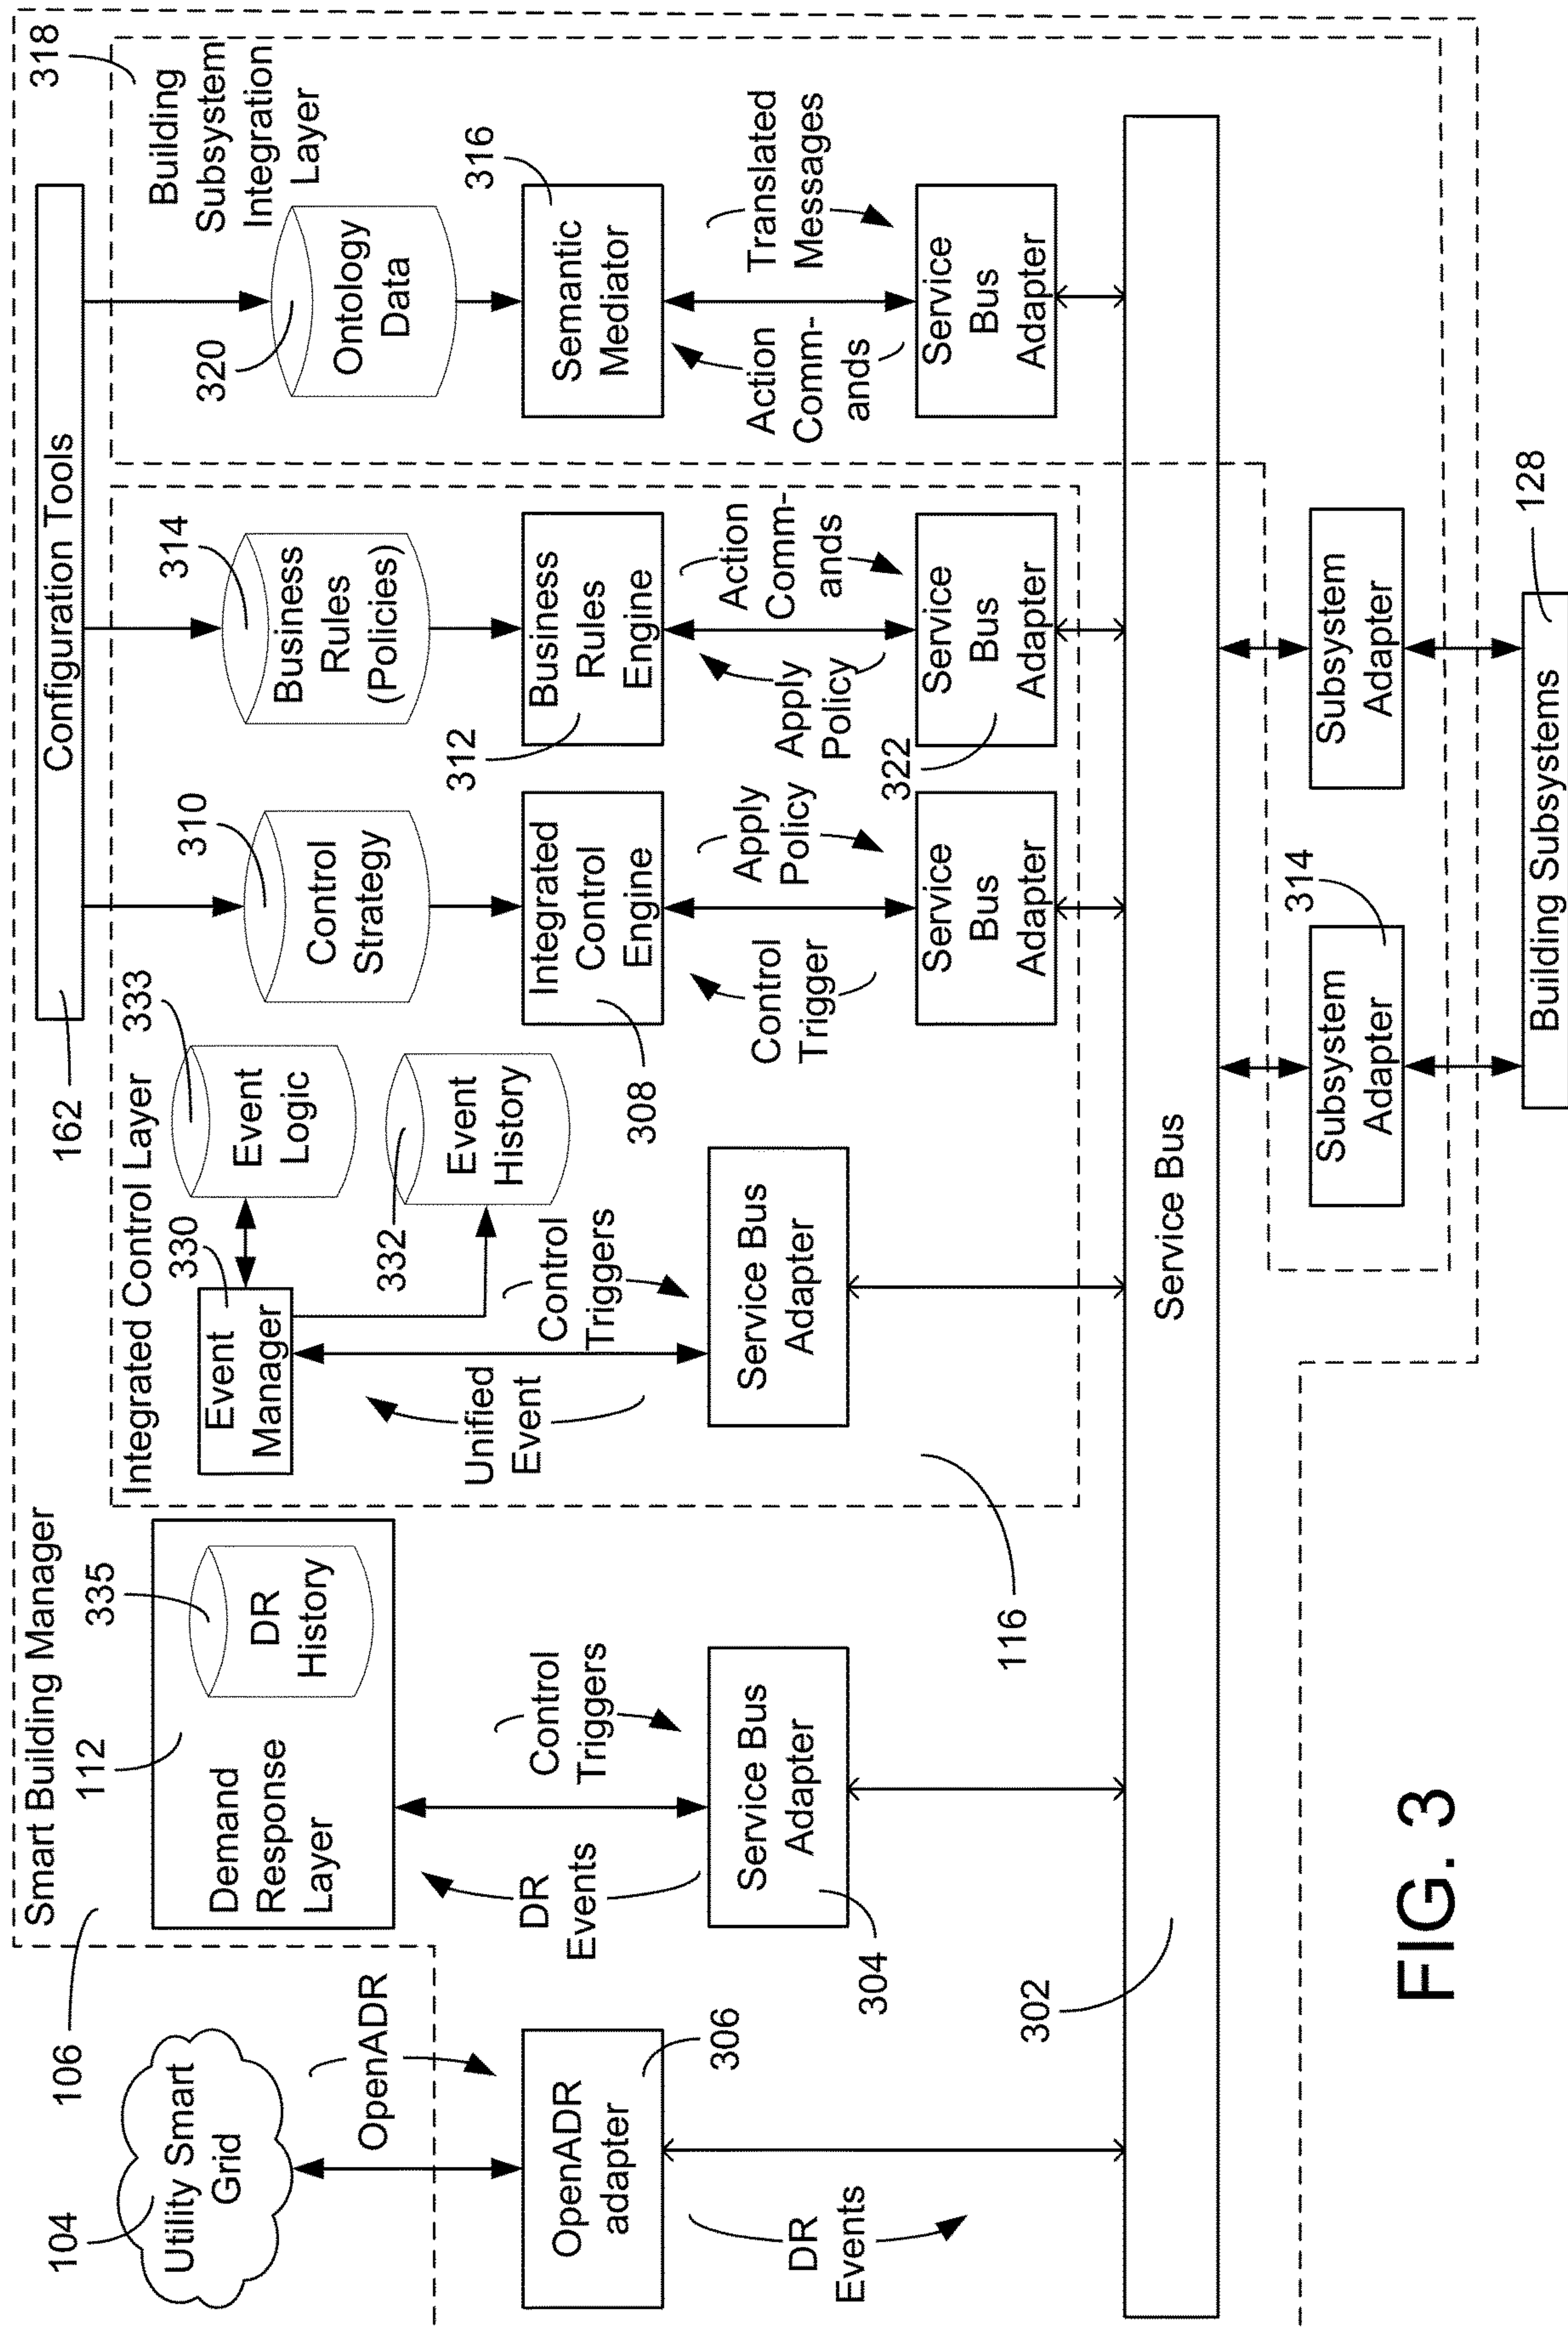 Smart Building Manager
106
104
Utility Smart
Grid
OpenADR
OpenADR
adapter
306
DR
Events
112
Demand
Response
Layer
335
DR
History
DR
Events
Control
Triggers
Service Bus
Adapter
304
162
Configuration Tools
Integrated Control Layer
116
330
Event
Manager
333
Event
Logic
332
Event
History
Unified
Event
Control
Triggers
Service Bus
Adapter
310
Control
Strategy
308
Integrated
Control
Engine
Control
Trigger
Apply
Policy
Service
Bus
Adapter
314
Business
Rules
(Policies)
312
Business
Rules
Engine
Apply
Policy
Action
Comm-
ands
322
Service
Bus
Adapter
318
Building
Subsystem
Integration
Layer
320
Ontology
Data
316
Semantic
Mediator
Action
Comm-
ands
Translated
Messages
Service
Bus
Adapter
302
Service Bus
314
Subsystem
Adapter
Subsystem
Adapter
Building Subsystems
128
FIG. 3